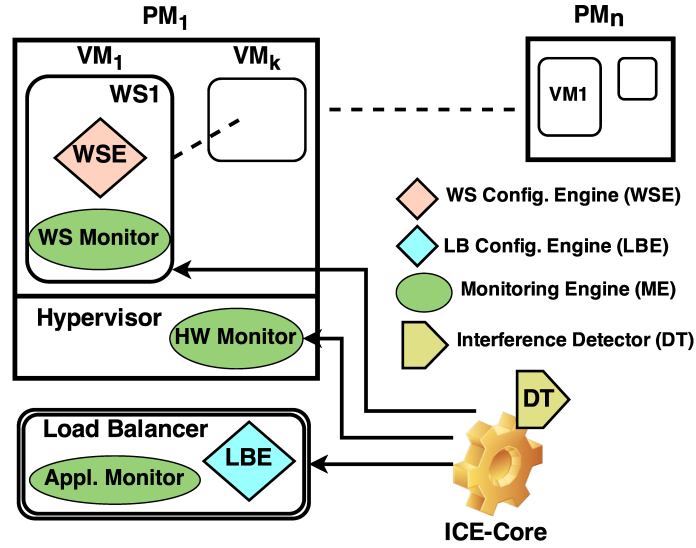 PM1
VM1
VMk
WS1
WSE
WS Monitor
Hypervisor
HW Monitor
Load Balancer
LBE
Appl. Monitor
PMn
VM1
WS Config. Engine (WSE)
LB Config. Engine (LBE)
Monitoring Engine (ME)
Interference Detector (DT)
DT
ICE-Core